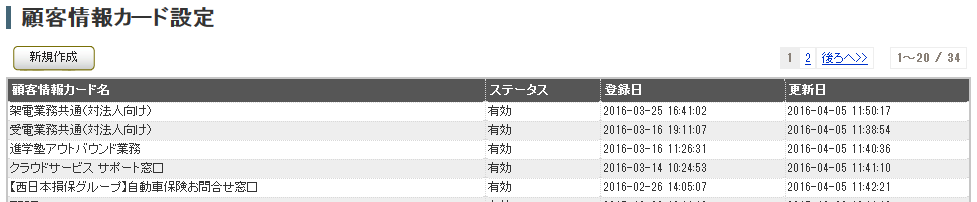 顧客情報カード設定
新規作成 1 2 後ろへ>> 1～20 / 34
顧客情報カード名 ステータス 登録日 更新日
架電業務共通(対法人向け) 有効 2016-03-25 16:41:02 2016-04-05 11:50:17
受電業務共通(対法人向け) 有効 2016-03-16 19:11:07 2016-04-05 11:38:54
進学塾アウトバウンド業務 有効 2016-03-16 11:26:31 2016-04-05 11:40:36
クラウドサービス サポート窓口 有効 2016-03-14 10:24:53 2016-04-05 11:41:10
【西日本損保グループ】自動車保険お問合せ窓口 有効 2016-02-26 14:05:07 2016-04-05 11:42:21